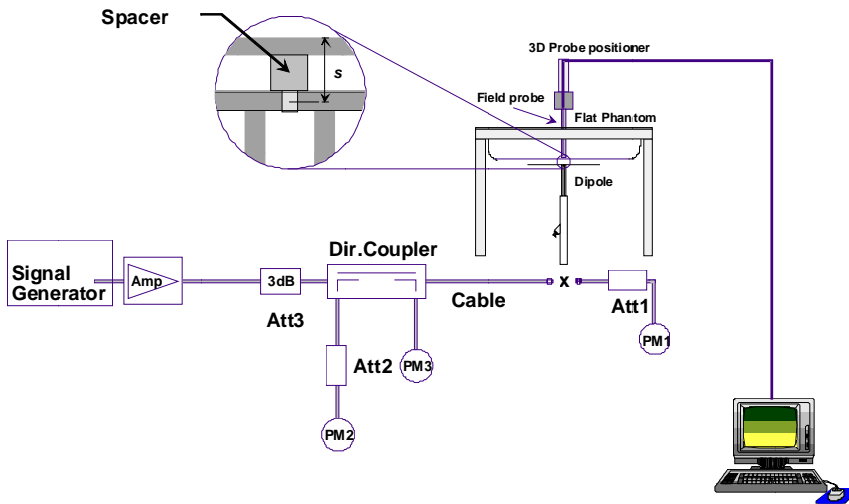 Spacer
s
3D Probe positioner
Field probe
Flat Phantom
Dipole
Dir.Coupler
Signal
Generator
Amp
3dB
Att3
Cable
x
Att1
PM1
Att2
PM3
PM2